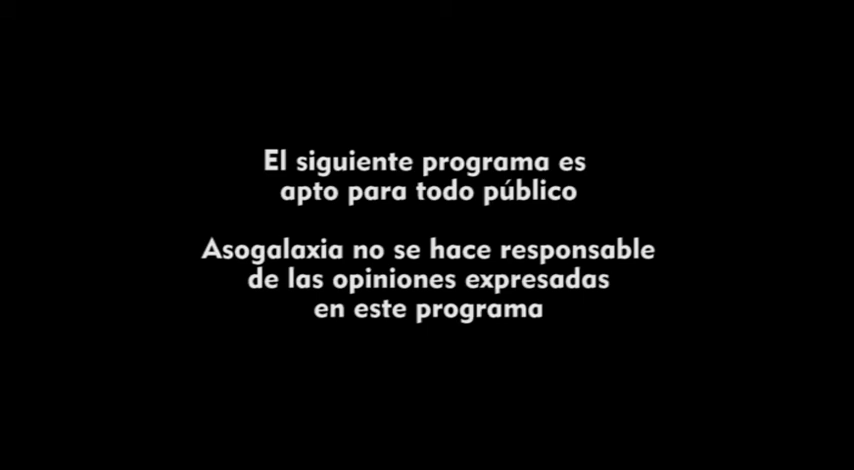 El siguiente programa es
apto para todo público
Asogalaxia no se hace responsable
de las opiniones expresadas
en este programa